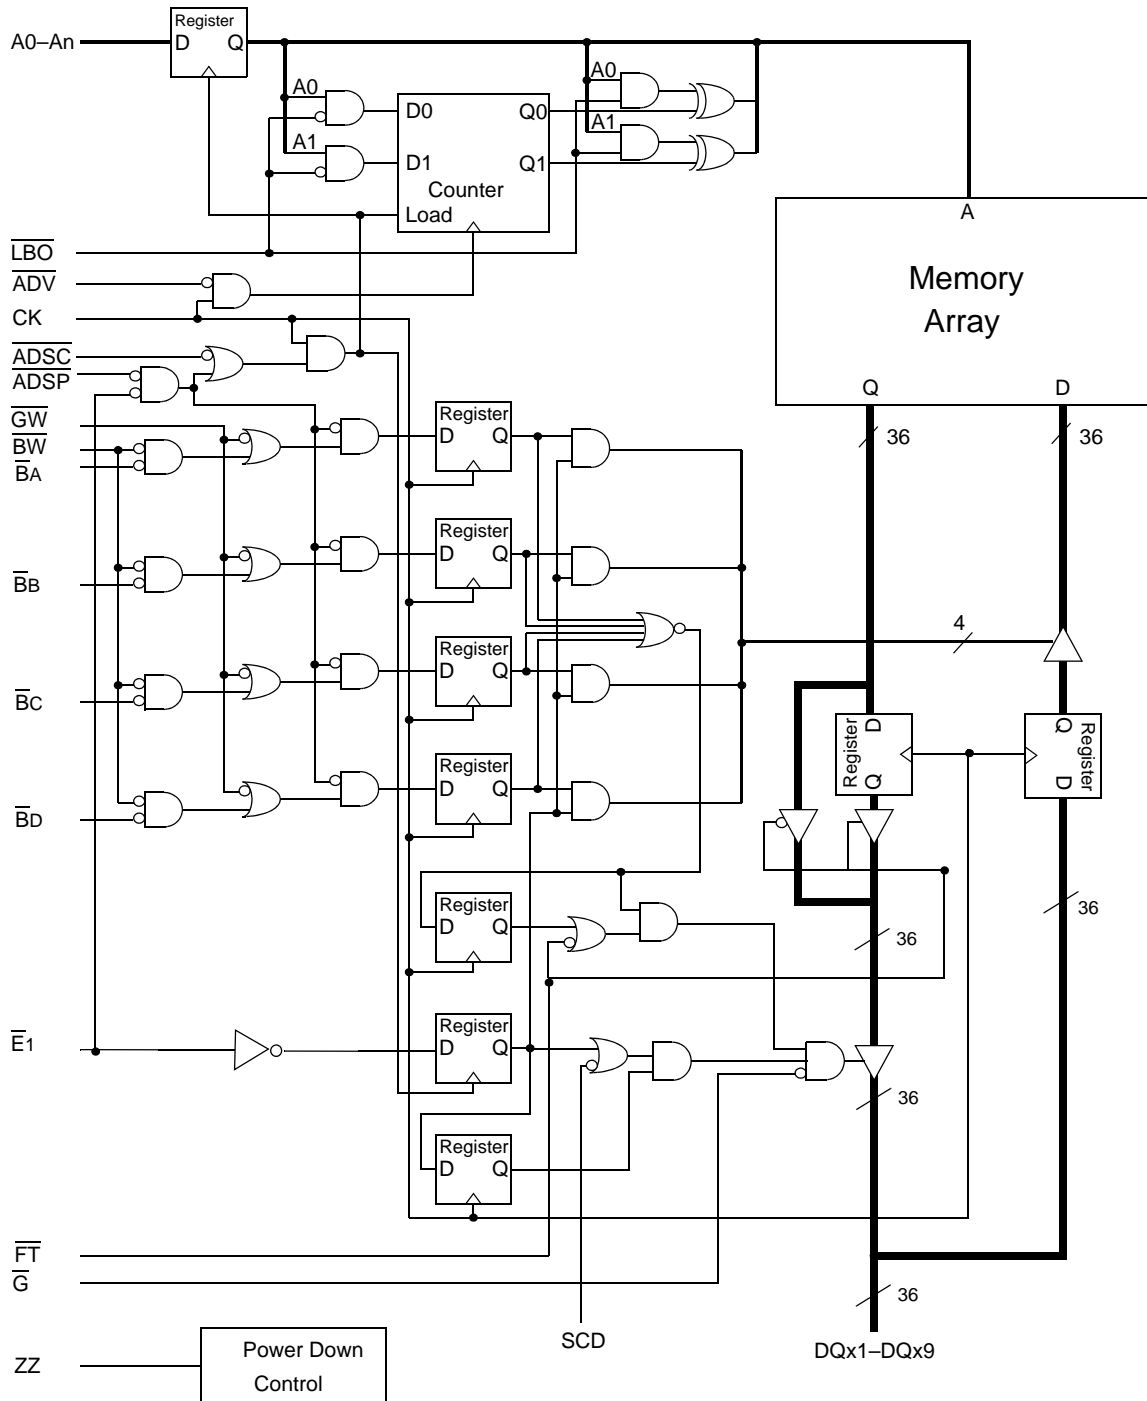 Register
A0–An
D Q
A0
A0
D0
Q0
A1
A1
D1
Q1
Counter
Load
A
LBO
ADV
Memory
CK
Array
ADSC
ADSP
Q D
GW
Register
36
36
BW
D Q
BA
Register
D Q
BB
4
Register
D Q
BC
Register
D
Q
Q
Register
D
Register
D Q
BD
Register
D Q
36
36
Register
D Q
E1
36
Register
D Q
FT
G
36
SCD
DQx1–DQx9
ZZ
Power Down
Control